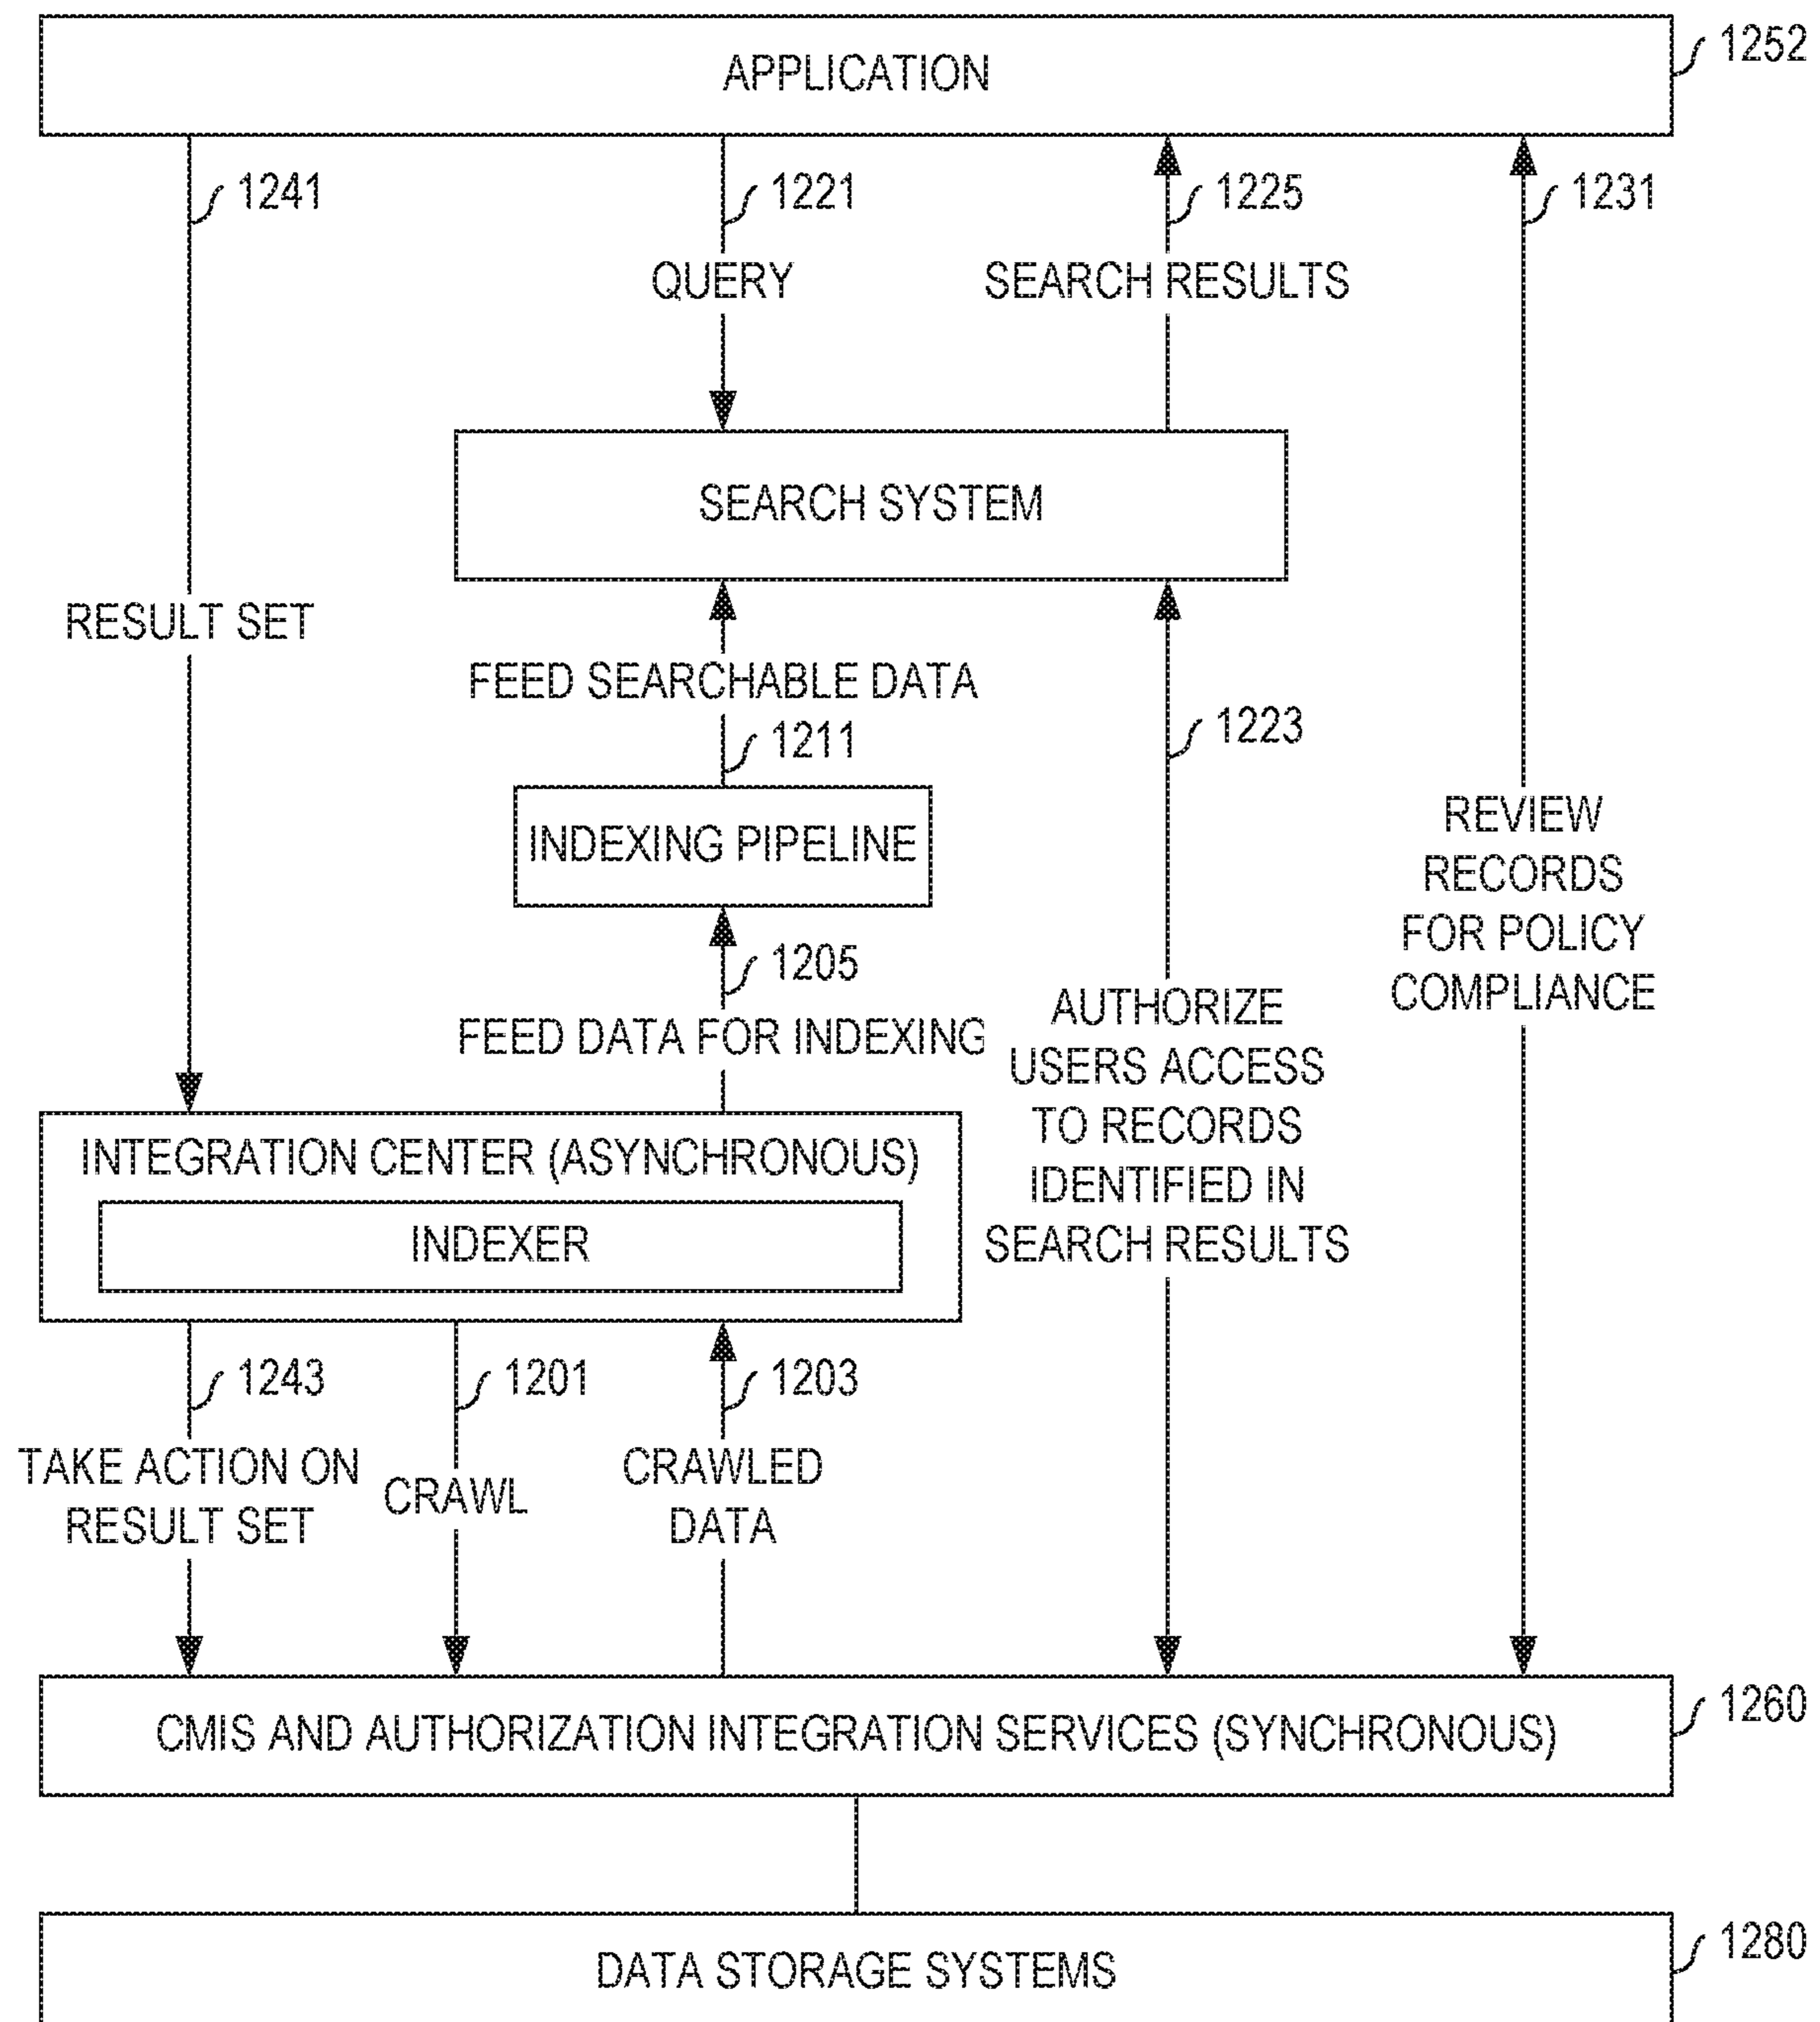 APPLICATION
1252
1241
1221
1225
1231
QUERY
SEARCH RESULTS
SEARCH SYSTEM
RESULT SET
FEED SEARCHABLE DATA
1211
1223
INDEXING PIPELINE
REVIEW
RECORDS
FOR POLICY
COMPLIANCE
1205
FEED DATA FOR INDEXING
AUTHORIZE
USERS ACCESS
TO RECORDS
IDENTIFIED IN
SEARCH RESULTS
INTEGRATION CENTER (ASYNCHRONOUS)
INDEXER
1243
1201
1203
TAKE ACTION ON
RESULT SET
CRAWL
CRAWLED
DATA
CMIS AND AUTHORIZATION INTEGRATION SERVICES (SYNCHRONOUS)
1260
DATA STORAGE SYSTEMS
1280